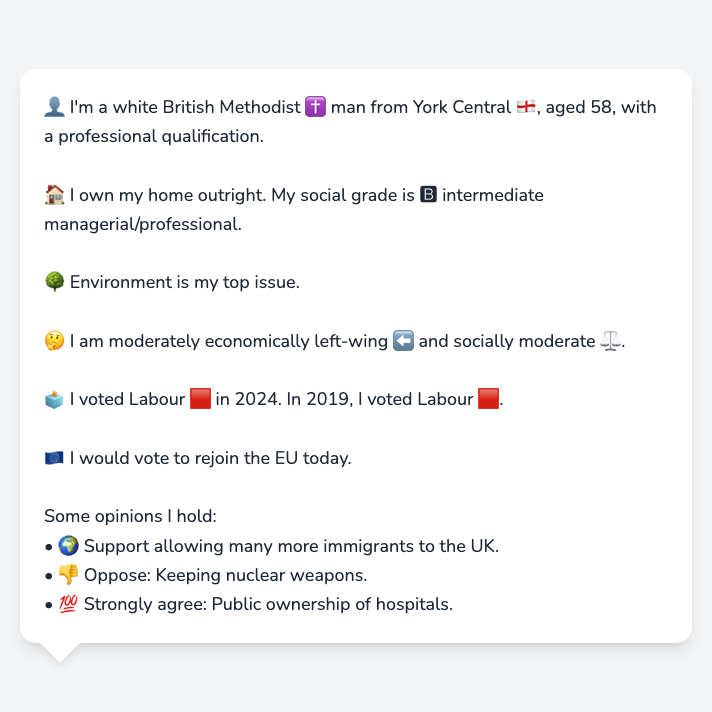 👤 I'm a white British Methodist ✝️ man from York Central 🏴󠁧󠁢󠁥󠁮󠁧󠁿, aged 58, with
a professional qualification.
🏠 I own my home outright. My social grade is 🅱 intermediate
managerial/professional.
🌳 Environment is my top issue.
🤔 I am moderately economically left-wing ⬅️ and socially moderate ⚖️.
🗳️ I voted Labour 🟥 in 2024. In 2019, I voted Labour 🟥.
🇪🇺 I would vote to rejoin the EU today.
Some opinions I hold:
• 🌍 Support allowing many more immigrants to the UK.
• 👎 Oppose: Keeping nuclear weapons.
• 💯 Strongly agree: Public ownership of hospitals.